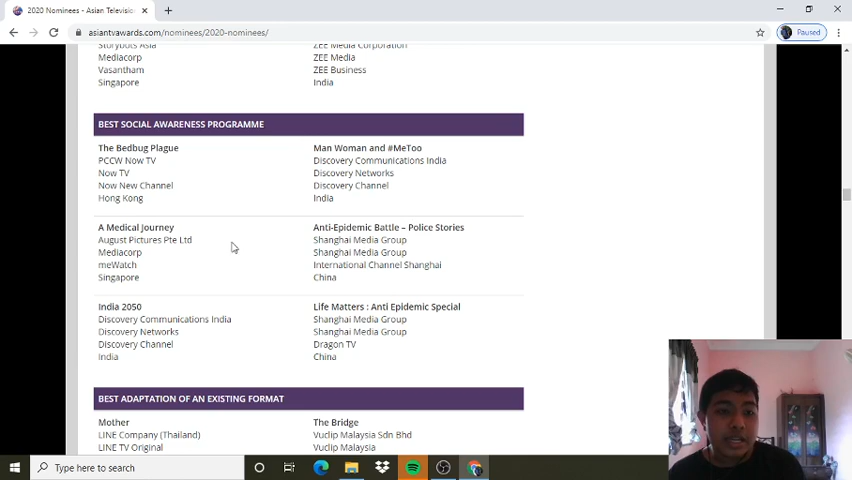 2020 Nominees - Asian Televisi
asiantvawards.com/nominees/2020-nominees/
Paused
Storybots Asia
Mediacorp
Vasantham
Singapore
ZEE Media Corporation
ZEE Media
ZEE Business
India
BEST SOCIAL AWARENESS PROGRAMME
The Bedbug Plague
PCCW Now TV
Now TV
Now New Channel
Hong Kong
Man Woman and #MeToo
Discovery Communications India
Discovery Networks
Discovery Channel
India
A Medical Journey
August Pictures Pte Ltd
Mediacorp
meWatch
Singapore
Anti-Epidemic Battle – Police Stories
Shanghai Media Group
Shanghai Media Group
International Channel Shanghai
China
India 2050
Discovery Communications India
Discovery Networks
Discovery Channel
India
Life Matters : Anti Epidemic Special
Shanghai Media Group
Shanghai Media Group
Dragon TV
China
BEST ADAPTATION OF AN EXISTING FORMAT
Mother
LINE Company (Thailand)
LINE TV Original
The Bridge
Vuclip Malaysia Sdn Bhd
Vuclip Malaysia
Type here to search